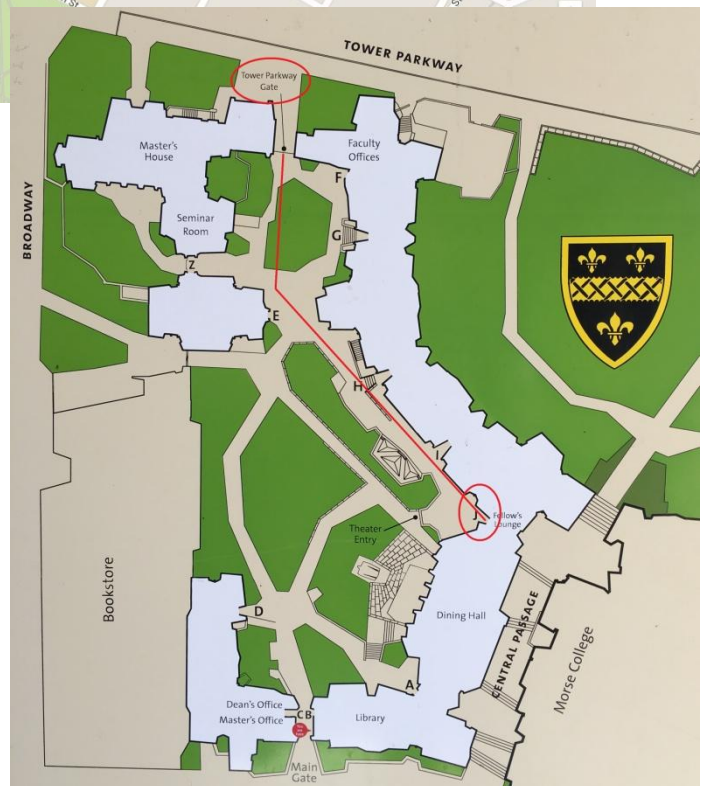 TOWER PARKWAY
Tower Parkway
Gate
Master's
House
Faculty
Offices
F
BROADWAY
Seminar
Room
G
Z
E
H
I
J
Fellow's
Lounge
Theater
Entry
Bookstore
D
Dining Hall
CENTRAL PASSAGE
Morse College
A
Dean's Office
Master's Office
CB
Library
Main
Gate